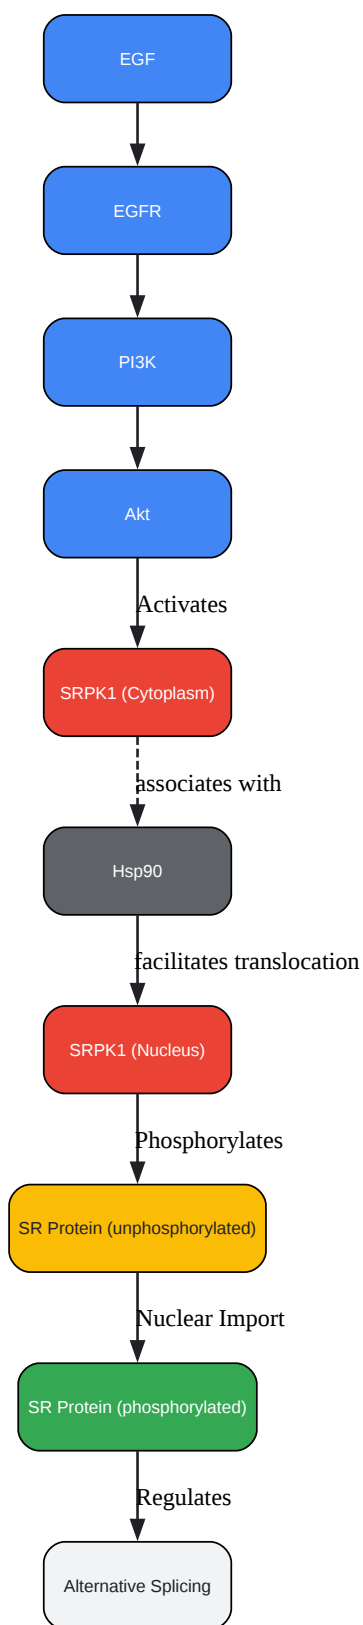 EGF
EGFR
PI3K
Akt
Activates
SRPK1 (Cytoplasm)
associates with
Hsp90
facilitates translocation
SRPK1 (Nucleus)
Phosphorylates
SR Protein (unphosphorylated)
Nuclear Import
SR Protein (phosphorylated)
Regulates
Alternative Splicing